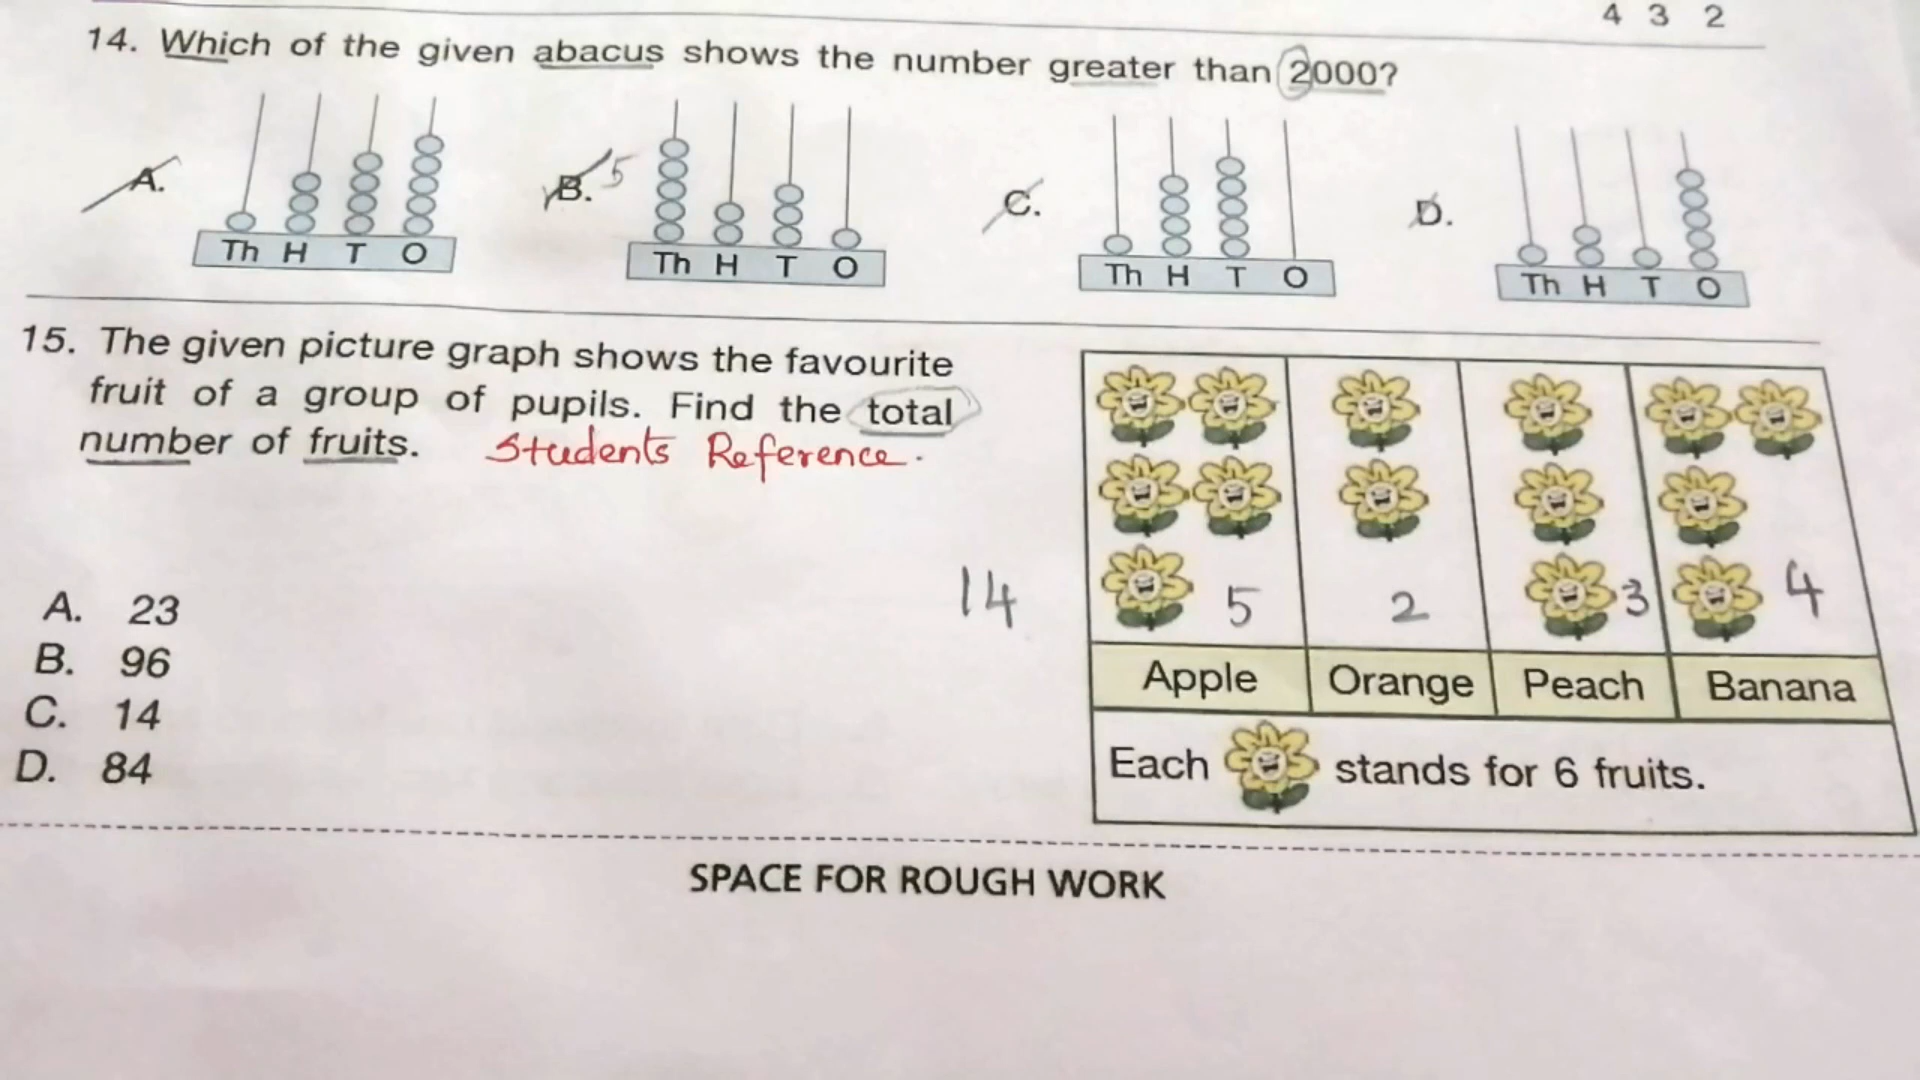 4 3 2
14. Which of the given abacus shows the number greater than 2000?
A. B. 5 C. D.
Th H T O Th H T O Th H T O Th H T O
15. The given picture graph shows the favourite
fruit of a group of pupils. Find the total
number of fruits. Students Reference.
14 5 2 3 4
A. 23
B. 96
C. 14
D. 84
Apple Orange Peach Banana
Each stands for 6 fruits.
SPACE FOR ROUGH WORK